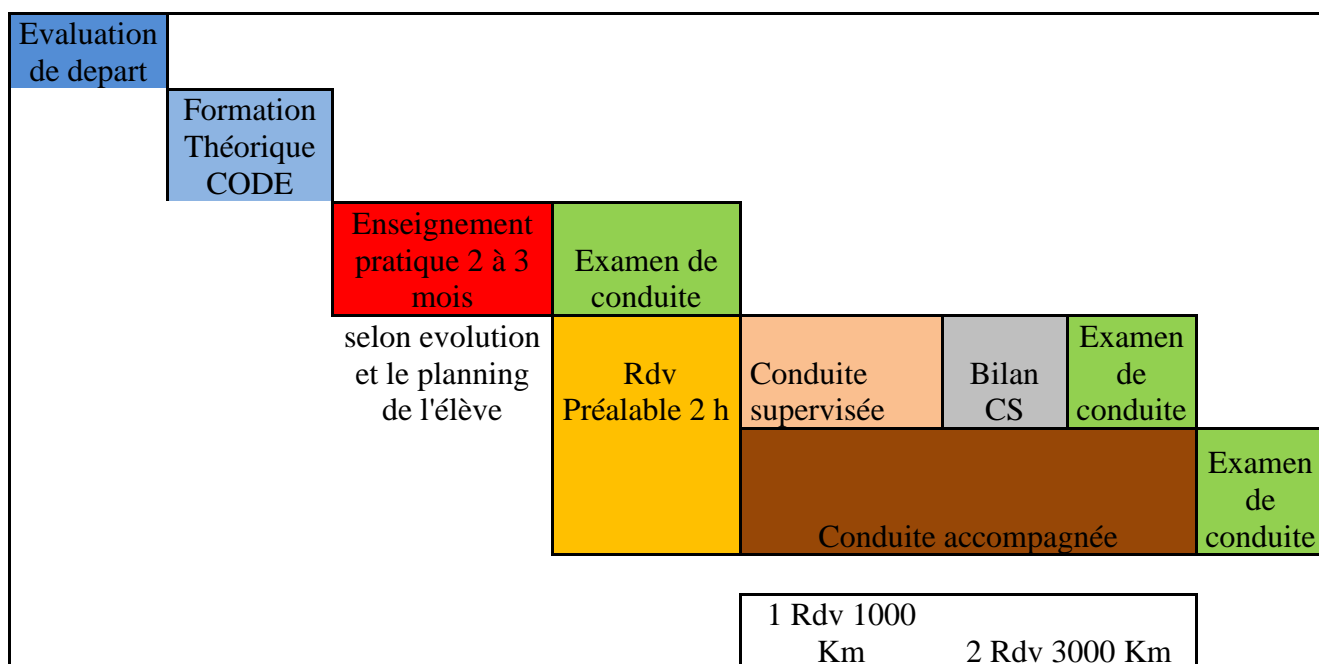 Evaluation
de depart
Formation
Théorique
CODE
Enseignement
pratique 2 à 3
mois
Examen de
conduite
selon evolution
et le planning
de l'élève
Rdv
Préalable 2 h
Conduite
supervisée
Bilan
CS
Examen
de
conduite
Conduite accompagnée
Examen
de
conduite
1 Rdv 1000
Km
2 Rdv 3000 Km